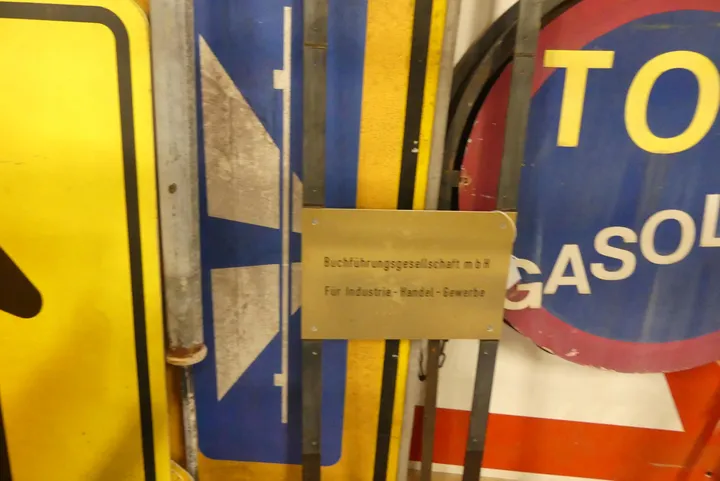 TO
GASOL
Buchführungsgesellschaft m b H
Für Industrie - Handel - Gewerbe